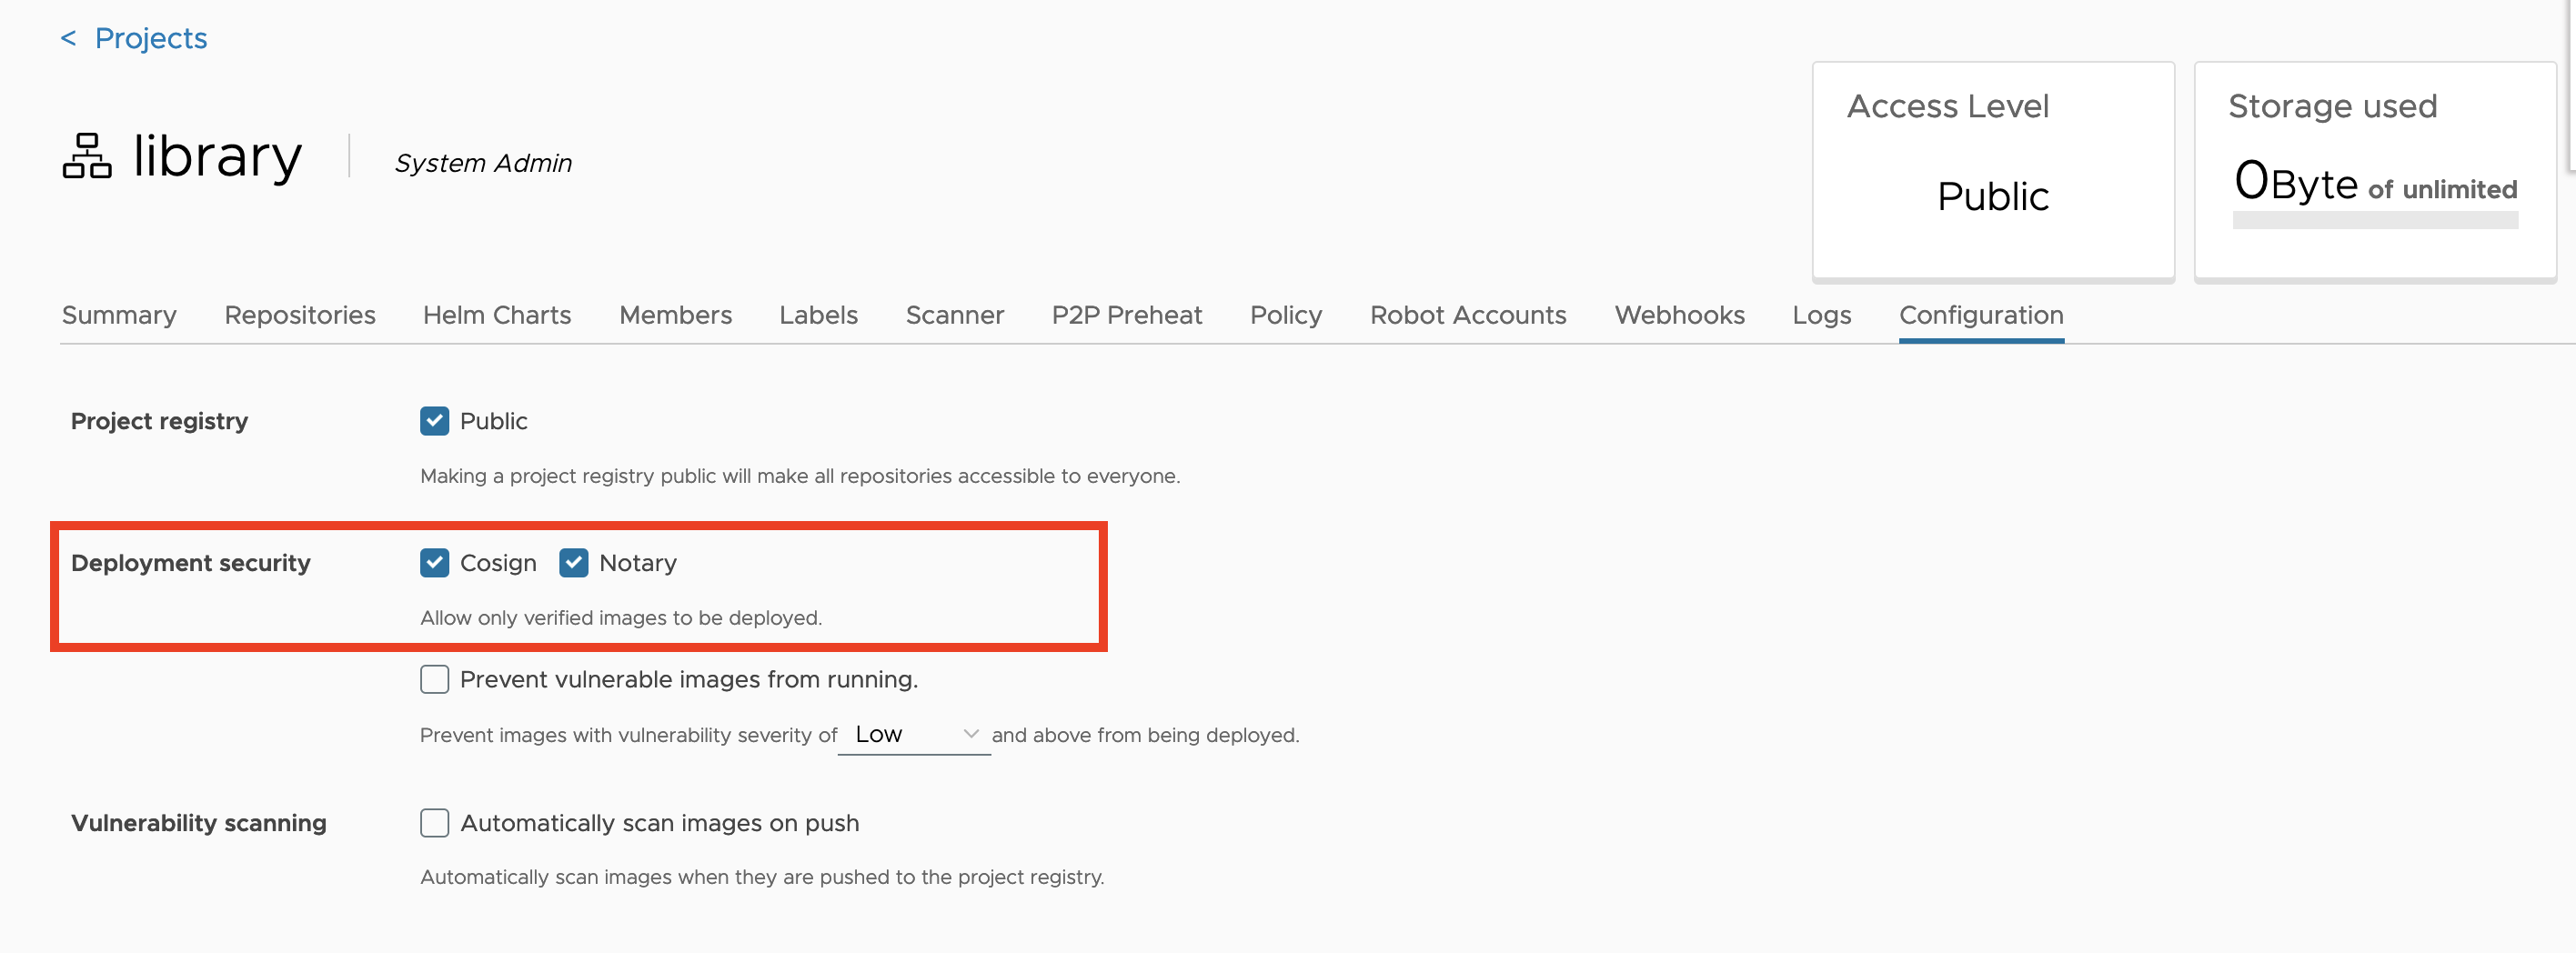 < Projects
library
System Admin
Access Level
Public
Storage used
0Byte of unlimited
Summary Repositories Helm Charts Members Labels Scanner P2P Preheat Policy Robot Accounts Webhooks Logs Configuration
Project registry Public
Making a project registry public will make all repositories accessible to everyone.
Deployment security Cosign Notary
Allow only verified images to be deployed.
Prevent vulnerable images from running.
Prevent images with vulnerability severity of Low and above from being deployed.
Vulnerability scanning Automatically scan images on push
Automatically scan images when they are pushed to the project registry.